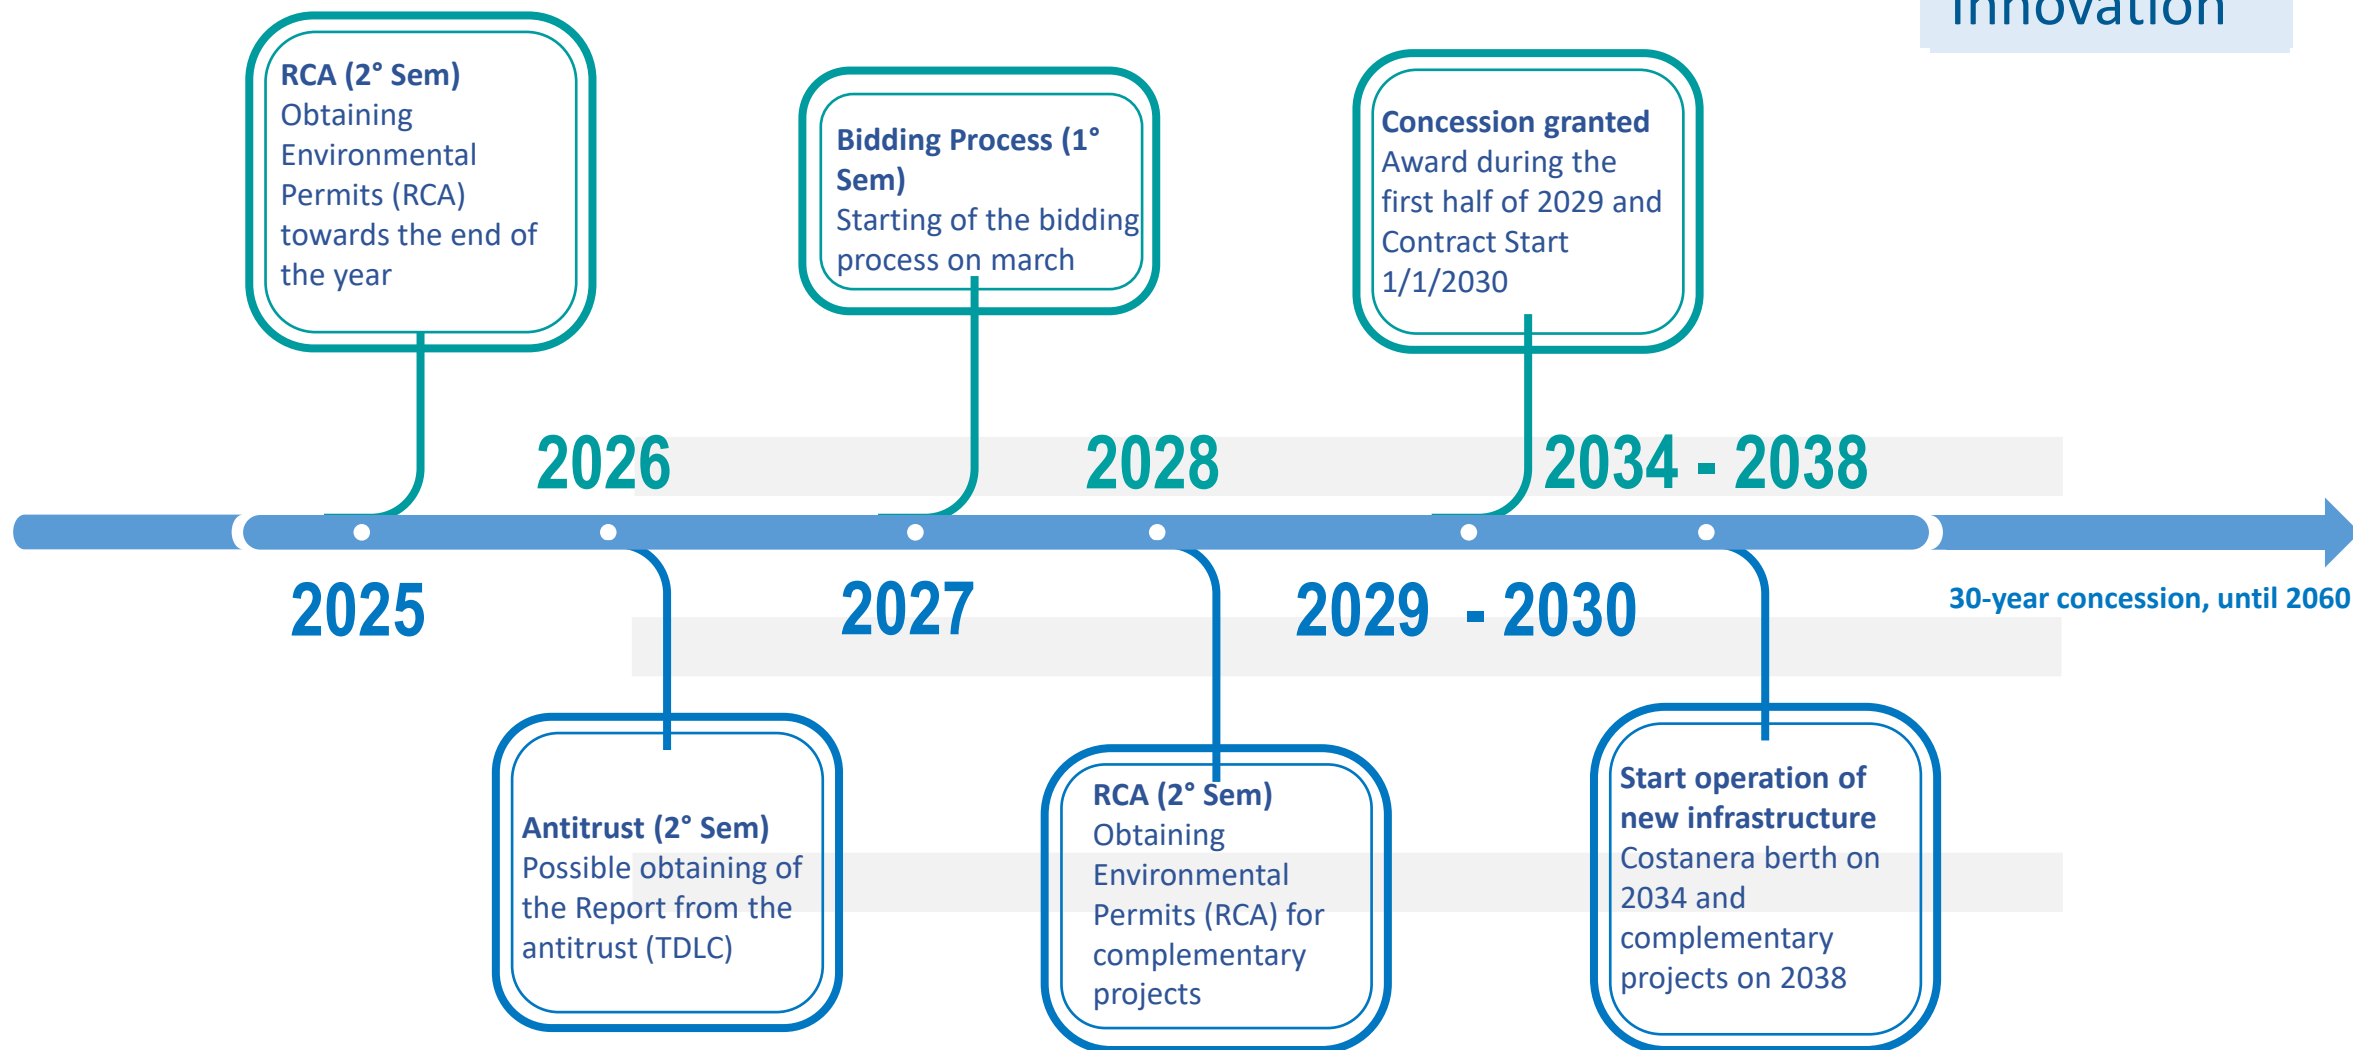 Innovation
RCA (2° Sem)
Obtaining
Environmental
Permits (RCA)
towards the end of
the year
Bidding Process (1°
Sem)
Starting of the bidding
process on march
Concession granted
Award during the
first half of 2029 and
Contract Start
1/1/2030
2026
2028
2034 - 2038
2025
2027
2029 - 2030
30-year concession, until 2060
Antitrust (2° Sem)
Possible obtaining of
the Report from the
antitrust (TDLC)
RCA (2° Sem)
Obtaining
Environmental
Permits (RCA) for
complementary
projects
Start operation of
new infrastructure
Costanera berth on
2034 and
complementary
projects on 2038